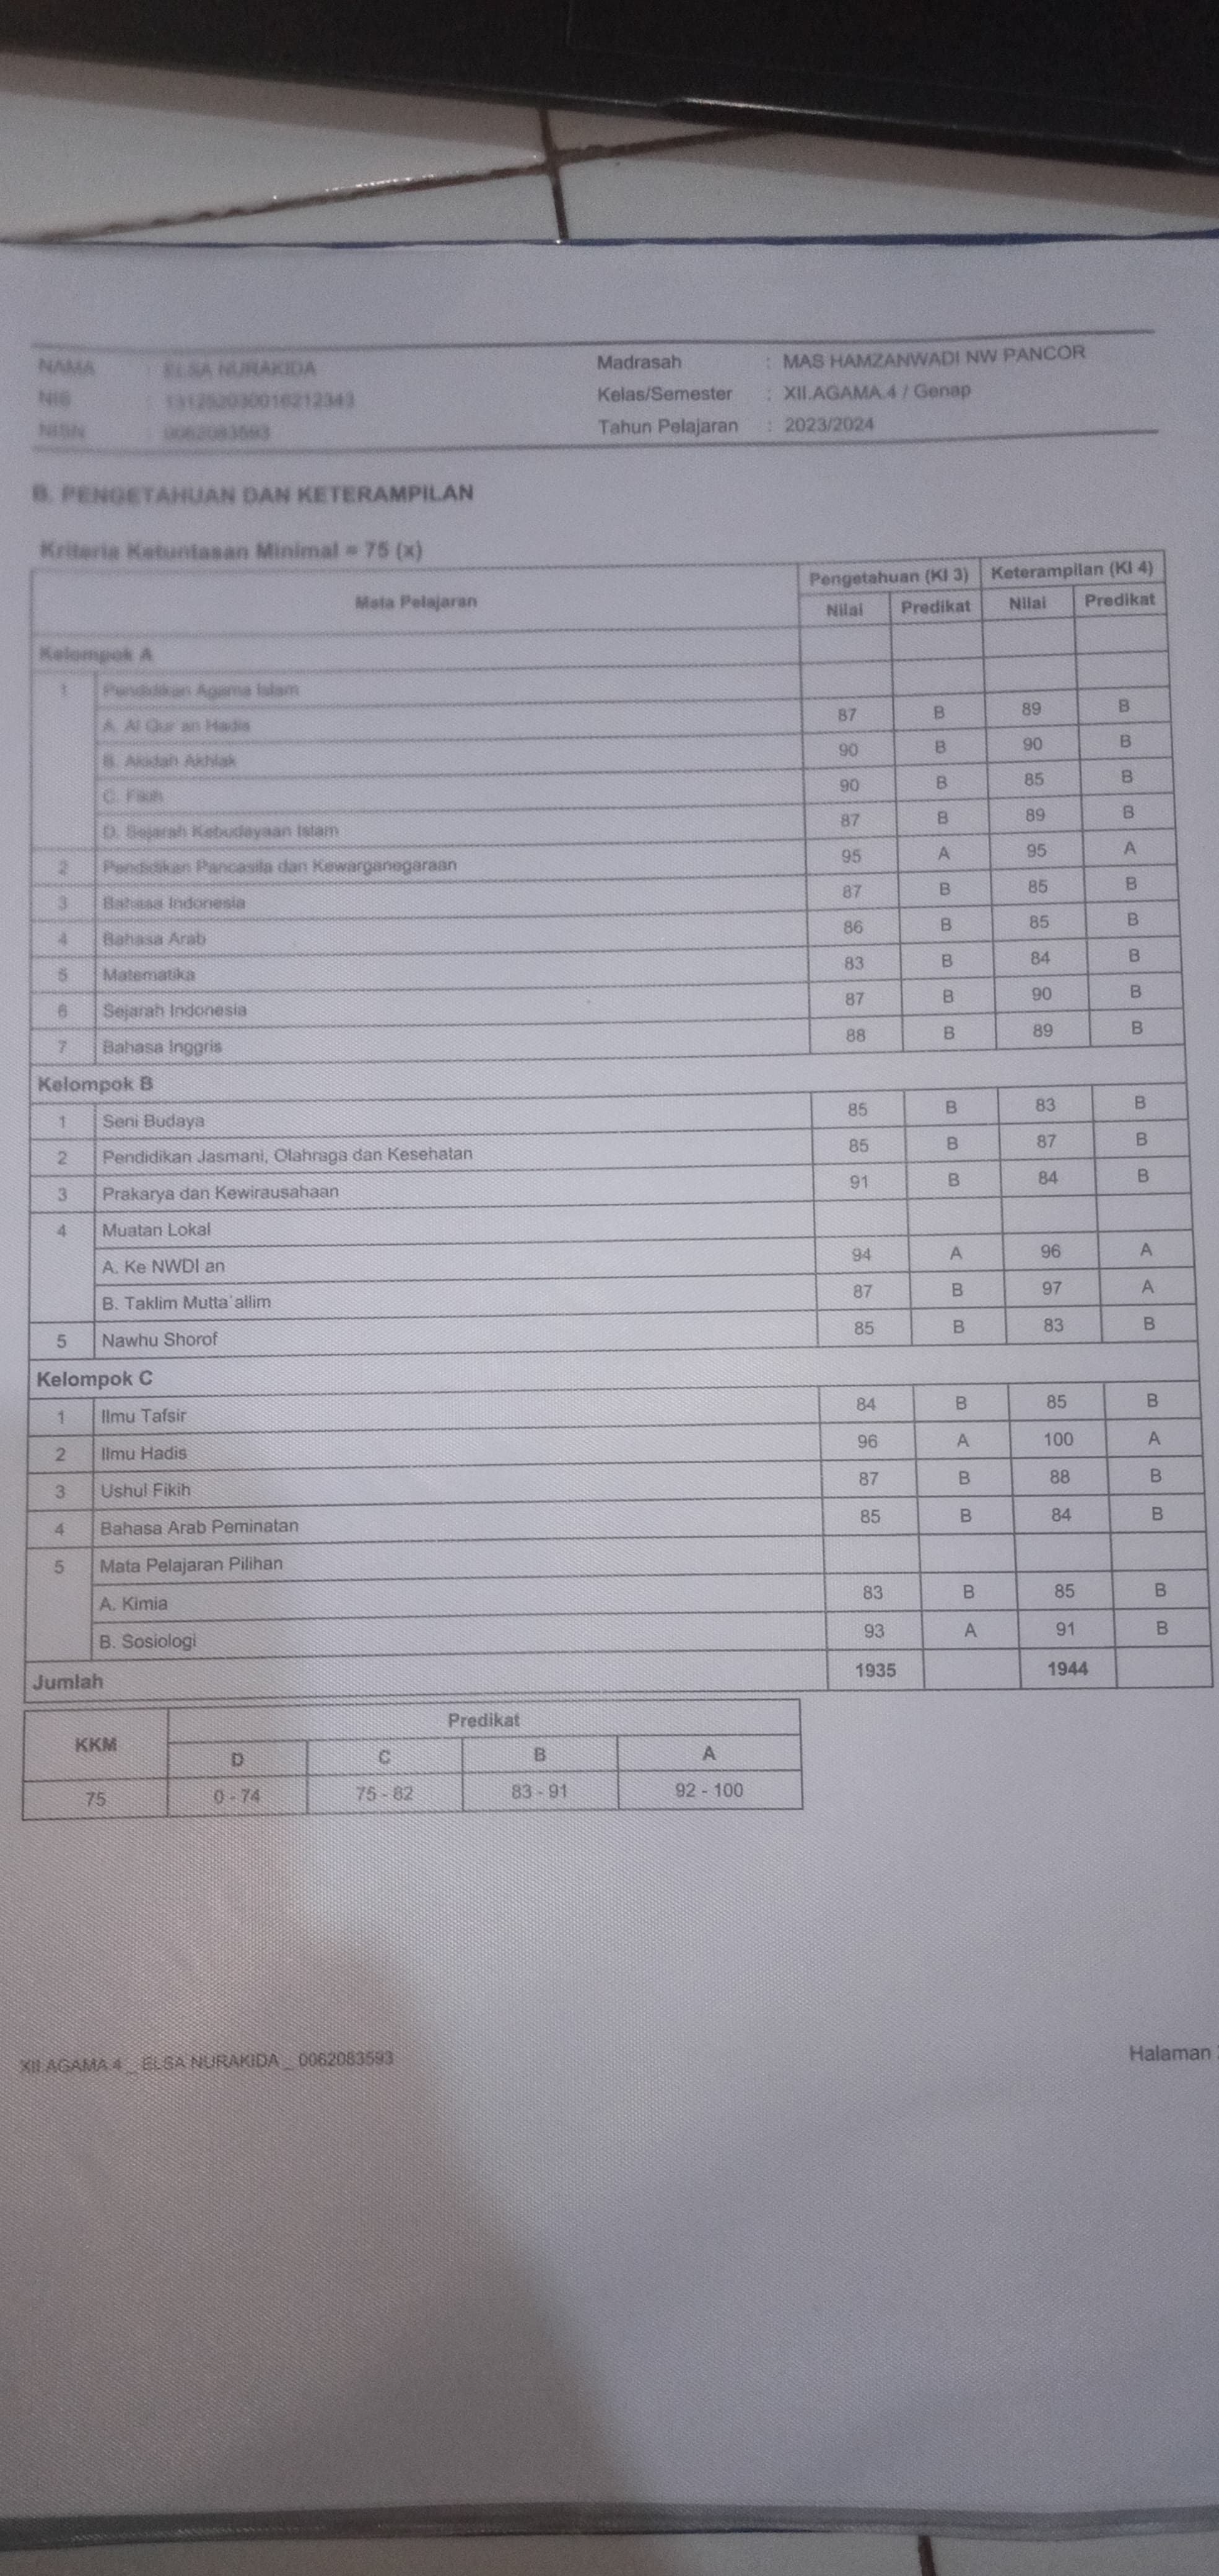 NAMA : ELSA NURAKIDA Madrasah : MAS HAMZANWADI NW PANCOR
NIS : 131252030016212343 Kelas/Semester : XII.AGAMA.4 / Genap
NISN : 0062083593 Tahun Pelajaran : 2023/2024
B. PENGETAHUAN DAN KETERAMPILAN
Kriteria Ketuntasan Minimal = 75 (x)
Mata Pelajaran Pengetahuan (KI 3) Keterampilan (KI 4)
Nilai Predikat Nilai Predikat
Kelompok A
1 Pendidikan Agama Islam
A. Al Qur an Hadis 87 B 89 B
B. Akidah Akhlak 90 B 90 B
C. Fikih 90 B 85 B
D. Sejarah Kebudayaan Islam 87 B 89 B
2 Pendidikan Pancasila dan Kewarganegaraan 95 A 95 A
3 Bahasa Indonesia 87 B 85 B
4 Bahasa Arab 86 B 85 B
5 Matematika 83 B 84 B
6 Sejarah Indonesia 87 B 90 B
7 Bahasa Inggris 88 B 89 B
Kelompok B
1 Seni Budaya 85 B 83 B
2 Pendidikan Jasmani, Olahraga dan Kesehatan 85 B 87 B
3 Prakarya dan Kewirausahaan 91 B 84 B
4 Muatan Lokal
A. Ke NWDI an 94 A 96 A
B. Taklim Mutta`allim 87 B 97 A
5 Nawhu Shorof 85 B 83 B
Kelompok C
1 Ilmu Tafsir 84 B 85 B
2 Ilmu Hadis 96 A 100 A
3 Ushul Fikih 87 B 88 B
4 Bahasa Arab Peminatan 85 B 84 B
5 Mata Pelajaran Pilihan
A. Kimia 83 B 85 B
B. Sosiologi 93 A 91 B
Jumlah 1935 1944
KKM Predikat
D C B A
75 0 - 74 75 - 82 83 - 91 92 - 100
XII.AGAMA 4 _ ELSA NURAKIDA _ 0062083593 Halaman